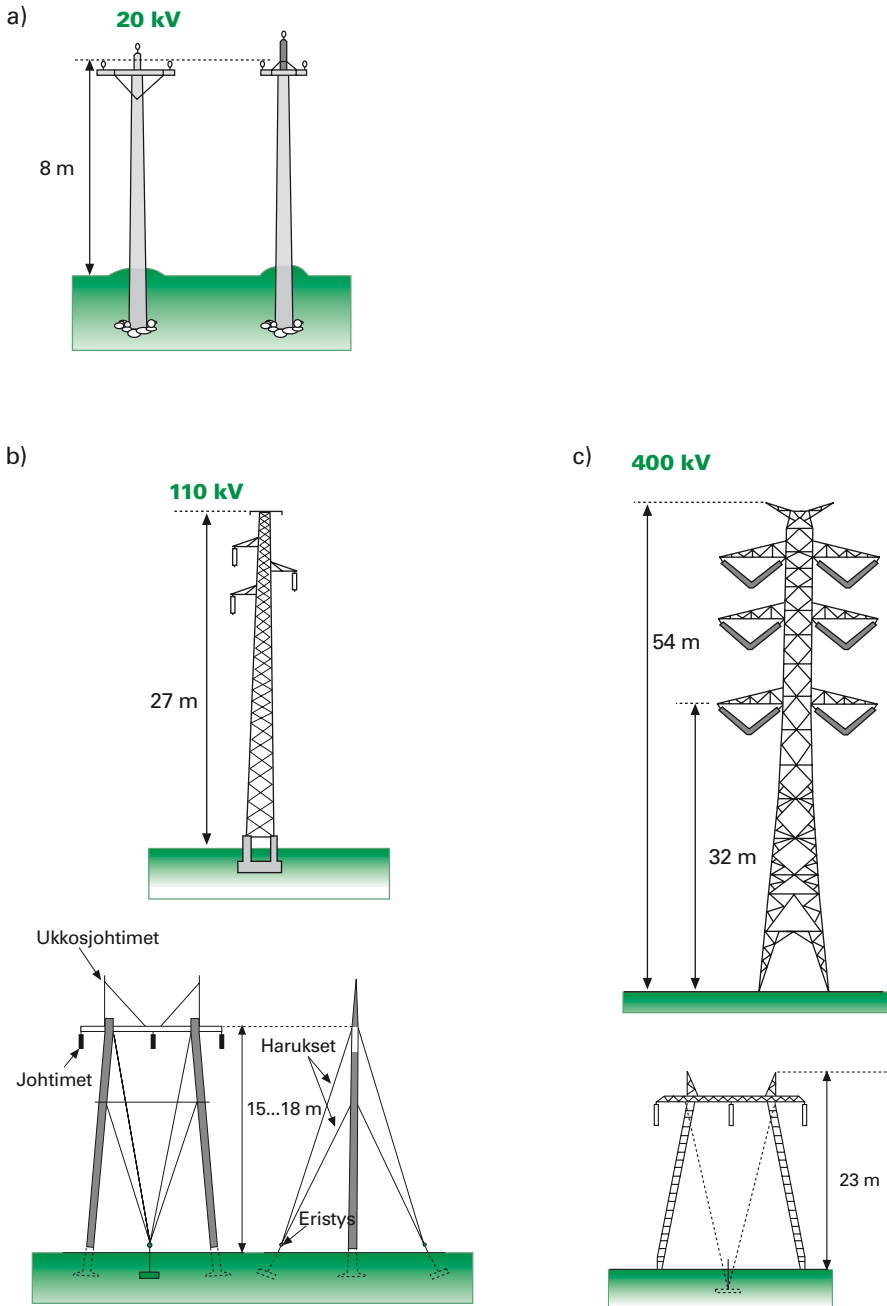 a)
20 kV
8 m
b)
110 kV
27 m
c)
400 kV
54 m
32 m
Ukkosjohtimet
Johtimet
Harukset
15...18 m
Eristys
23 m